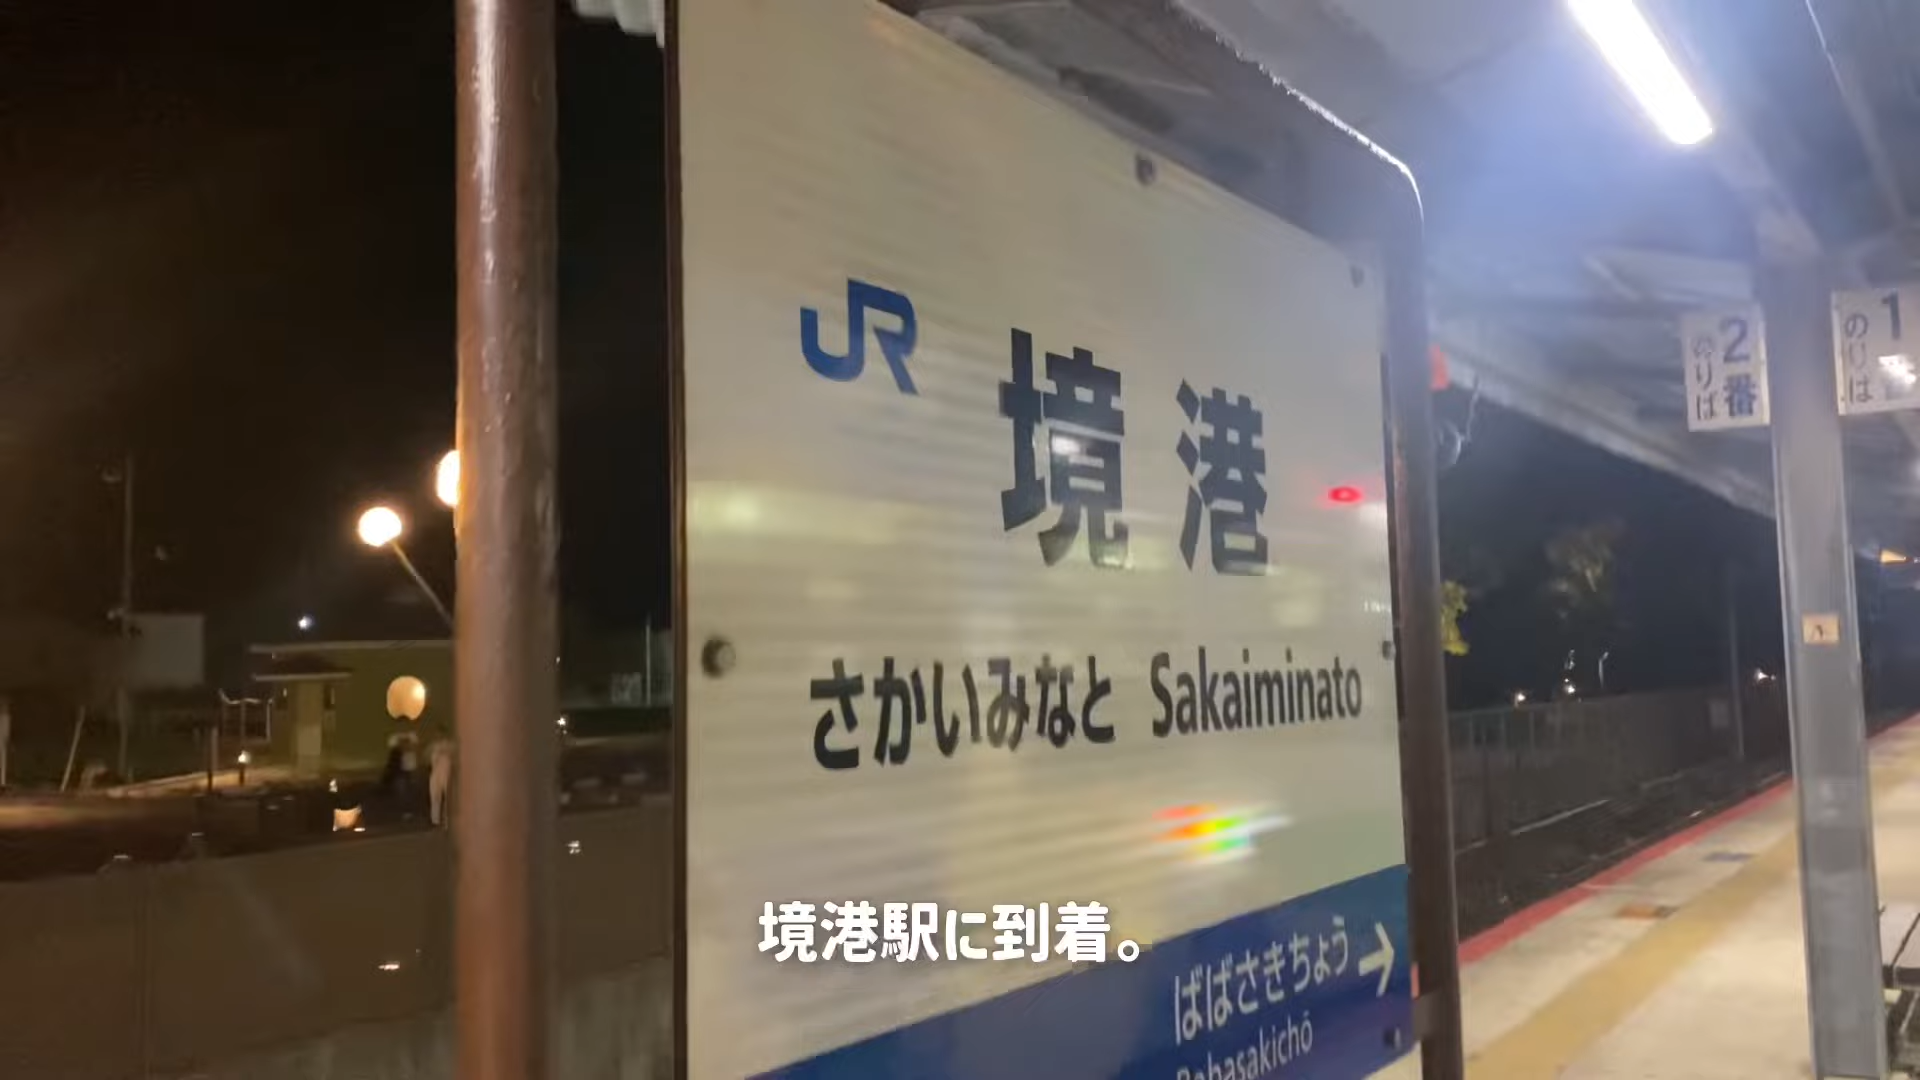 JR
境港
さかいみなと Sakaiminato
ばばさきちょう →
Babasakichō
のりば 2番
のりば 1番
境港駅に到着。